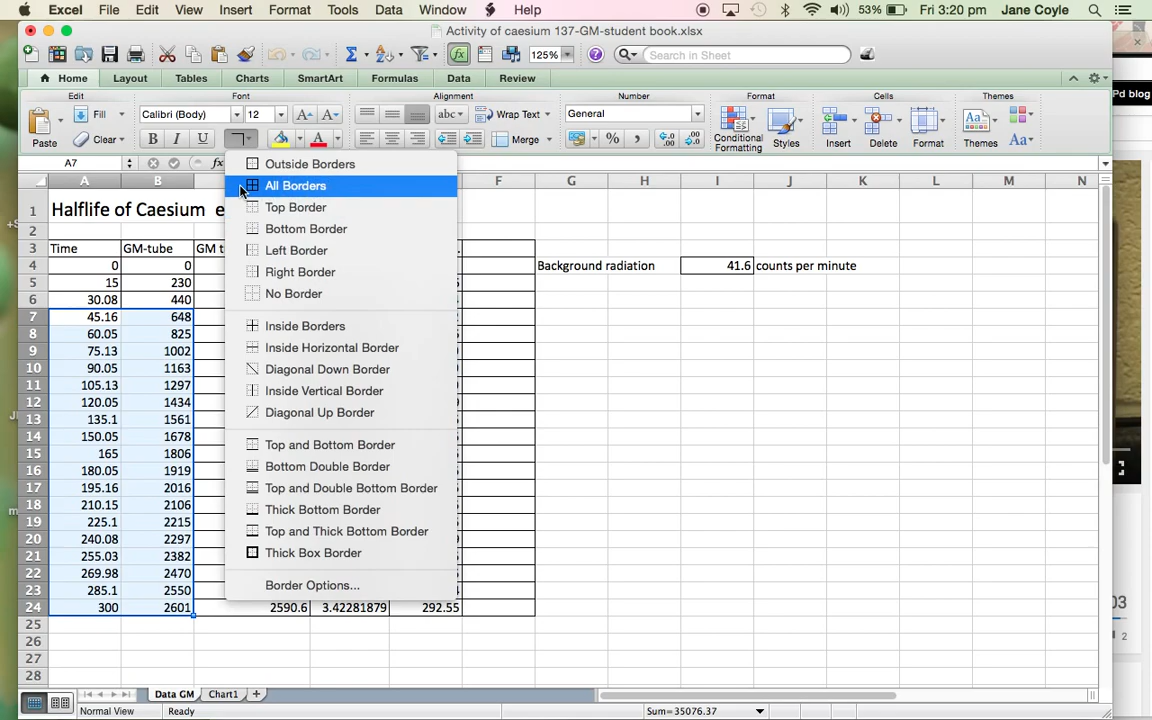 Excel File Edit View Insert Format Tools Data Window Help 53% Fri 3:20 pm Jane Coyle
Activity of caesium 137-GM-student book.xlsx
125% Search in Sheet
Home Layout Tables Charts SmartArt Formulas Data Review
Edit Font Alignment Number Format Cells Themes
Fill Calibri (Body) 12 abc Wrap Text General
Pd blog
Paste Clear B I U A Merge % Conditional Formatting Styles Insert Delete Format Themes Aa
A7 fx
A B F G H I J K L M N
1 Halflife of Caesium e
2
3 Time GM-tube GM t
4 0 0 Background radiation 41.6 counts per minute
5 15 230
6 30.08 440
7 45.16 648
8 60.05 825
9 75.13 1002
10 90.05 1163
11 105.13 1297
12 120.05 1434
13 135.1 1561
14 150.05 1678
15 165 1806
16 180.05 1919
17 195.16 2016
18 210.15 2106
19 225.1 2215
20 240.08 2297
21 255.03 2382
22 269.98 2470
23 285.1 2550
24 300 2601 2590.6 3.42281879 292.55
25
26
27
28
Outside Borders
All Borders
Top Border
Bottom Border
Left Border
Right Border
No Border
Inside Borders
Inside Horizontal Border
Diagonal Down Border
Inside Vertical Border
Diagonal Up Border
Top and Bottom Border
Bottom Double Border
Top and Double Bottom Border
Thick Bottom Border
Top and Thick Bottom Border
Thick Box Border
Border Options...
Data GM Chart1
Normal View Ready Sum=35076.37
03
2